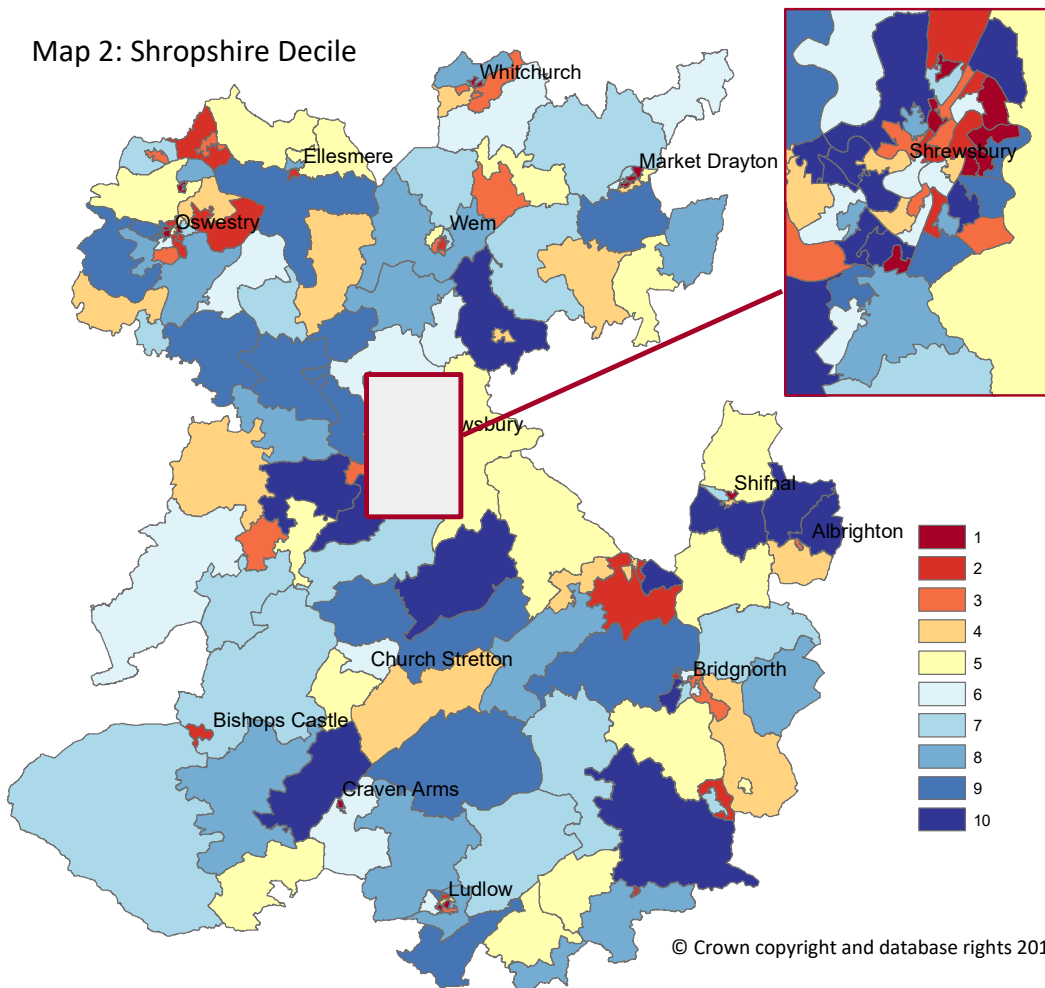 Map 2: Shropshire Decile
Whitchurch
Ellesmere
Market Drayton
Shrewsbury
Oswestry
Wem
wsbury
Shifnal
Albrighton
Church Stretton
Bridgnorth
Bishops Castle
Craven Arms
Ludlow
1
2
3
4
5
6
7
8
9
10
© Crown copyright and database rights 201